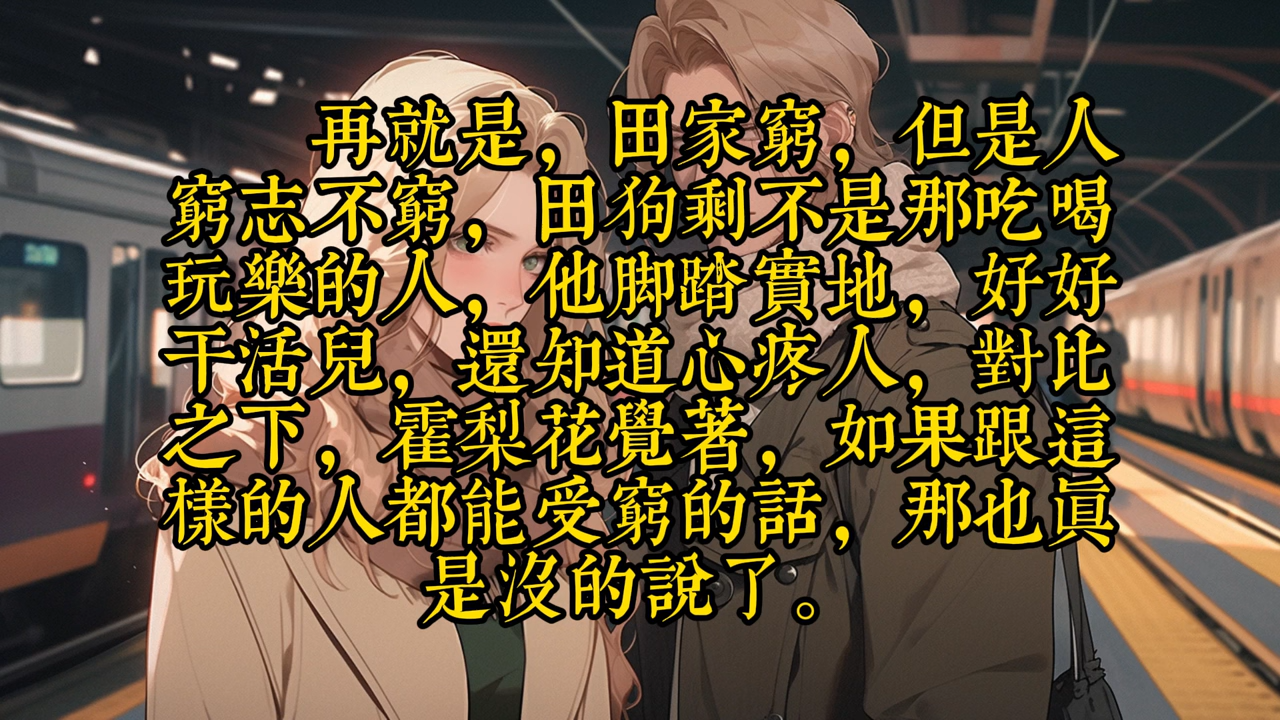 再就是，田家窮，但是人
窮志不窮，田狗剩不是那吃喝
玩樂的人，他脚踏實地，好好
干活兒，還知道心疼人，對比
之下，霍梨花覺著，如果跟這
樣的人都能受窮的話，那也眞
是沒的說了。